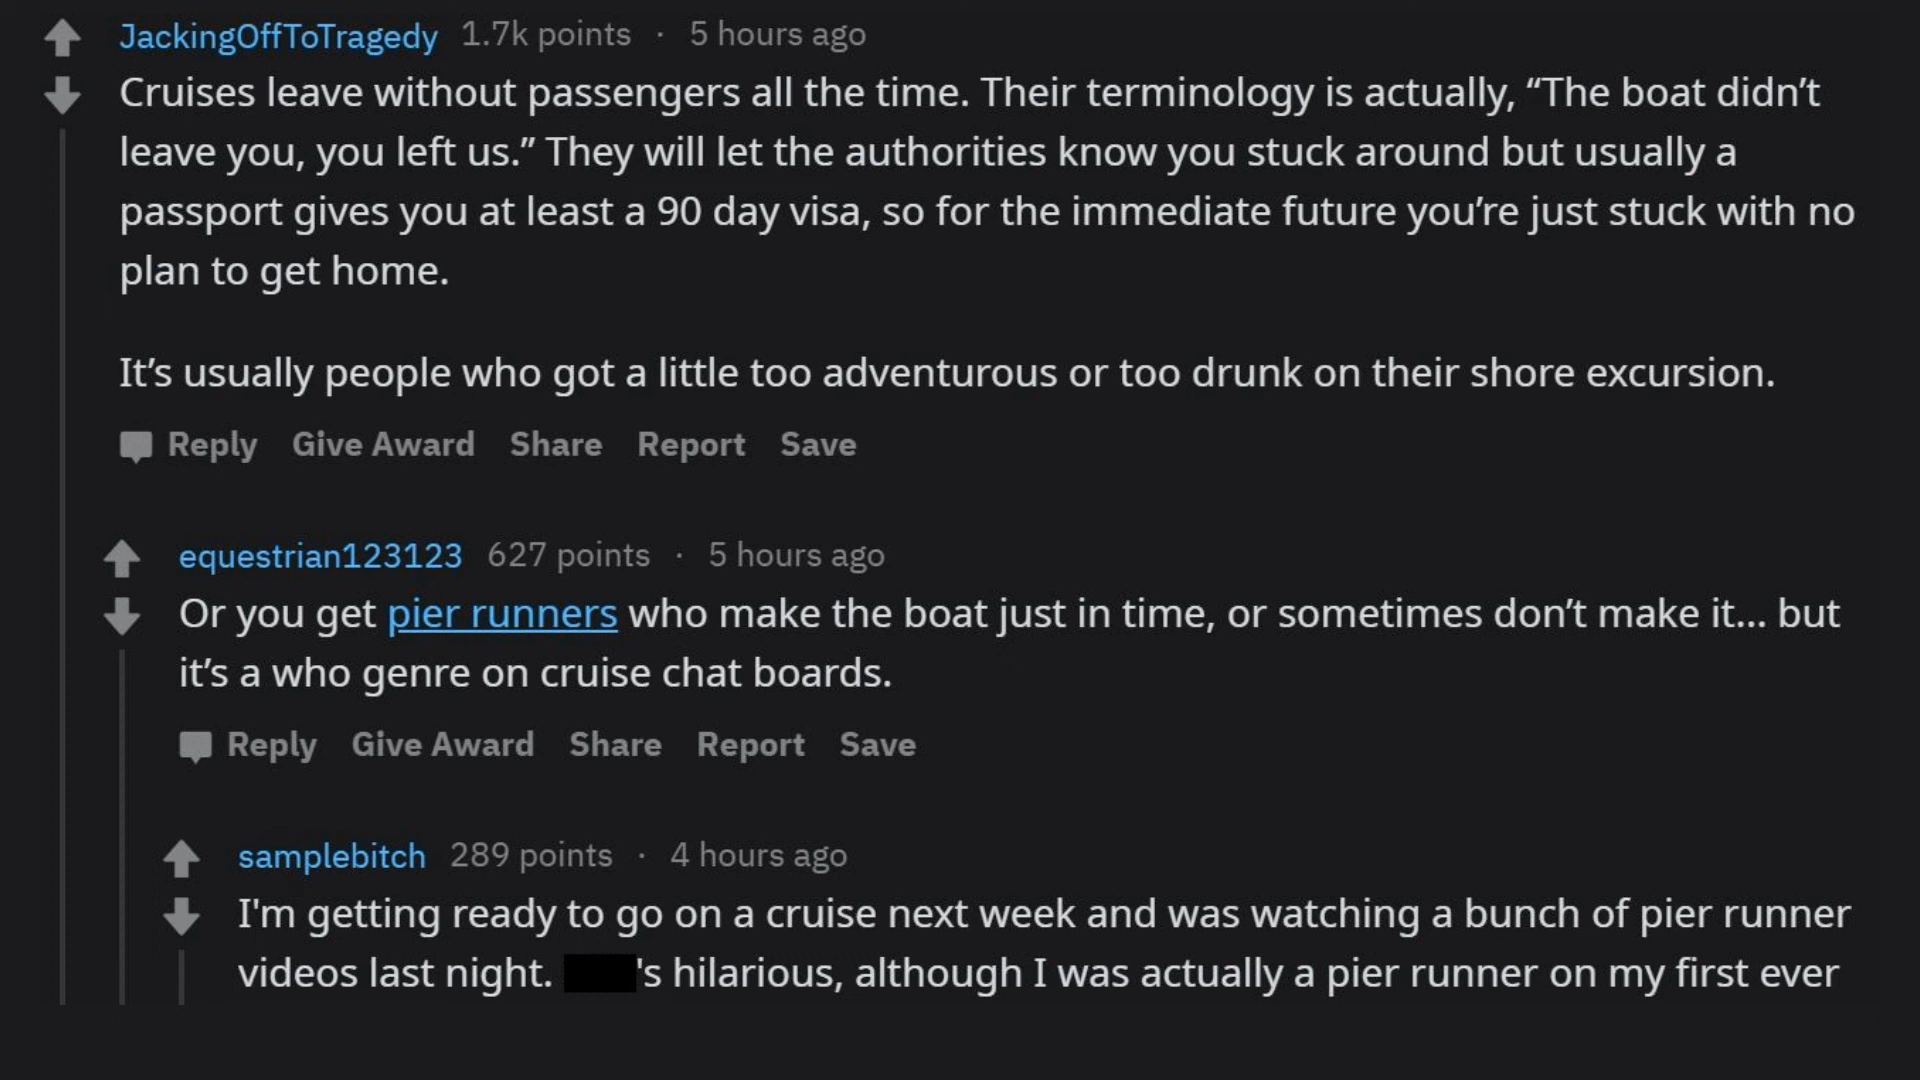 JackingOffToTragedy 1.7k points · 5 hours ago
Cruises leave without passengers all the time. Their terminology is actually, “The boat didn’t
leave you, you left us.” They will let the authorities know you stuck around but usually a
passport gives you at least a 90 day visa, so for the immediate future you’re just stuck with no
plan to get home.
It’s usually people who got a little too adventurous or too drunk on their shore excursion.
Reply Give Award Share Report Save
equestrian123123 627 points · 5 hours ago
Or you get pier runners who make the boat just in time, or sometimes don’t make it... but
it’s a who genre on cruise chat boards.
Reply Give Award Share Report Save
samplebitch 289 points · 4 hours ago
I'm getting ready to go on a cruise next week and was watching a bunch of pier runner
videos last night. 's hilarious, although I was actually a pier runner on my first ever